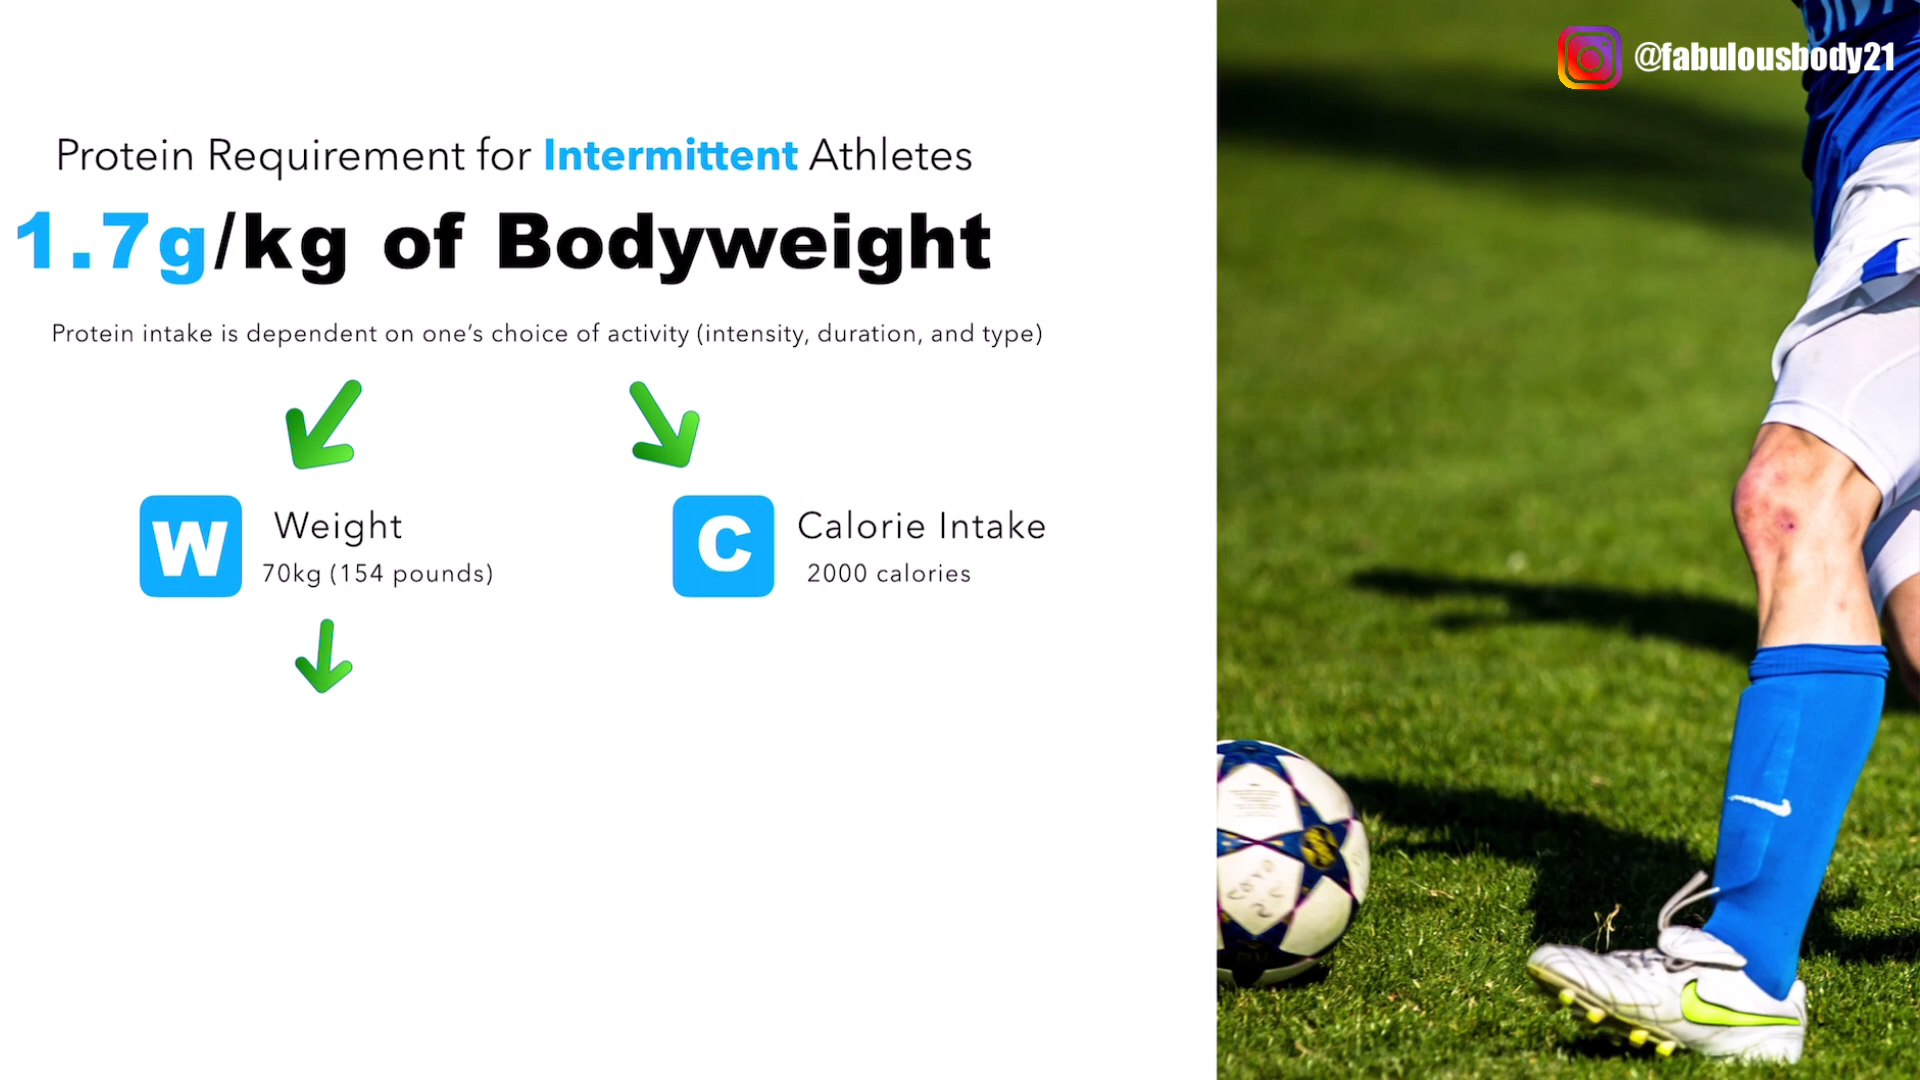 @fabulousbody21
Protein Requirement for Intermittent Athletes
1.7g/kg of Bodyweight
Protein intake is dependent on one's choice of activity (intensity, duration, and type)
W
Weight
70kg (154 pounds)
C
Calorie Intake
2000 calories